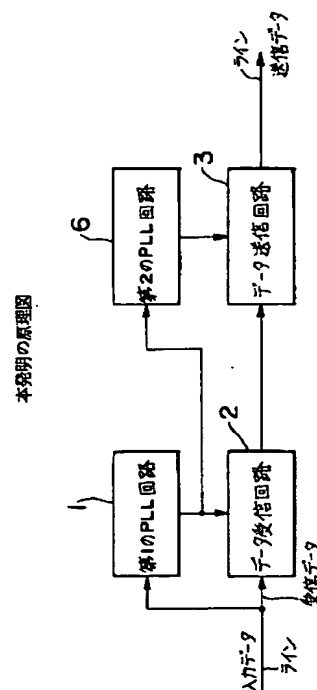 本発明の原理図
1
第1のPLL回路
6
第2のPLL回路
入力データ
ライン
受信データ
2
データ受信回路
3
データ送信回路
ライン
送信データ